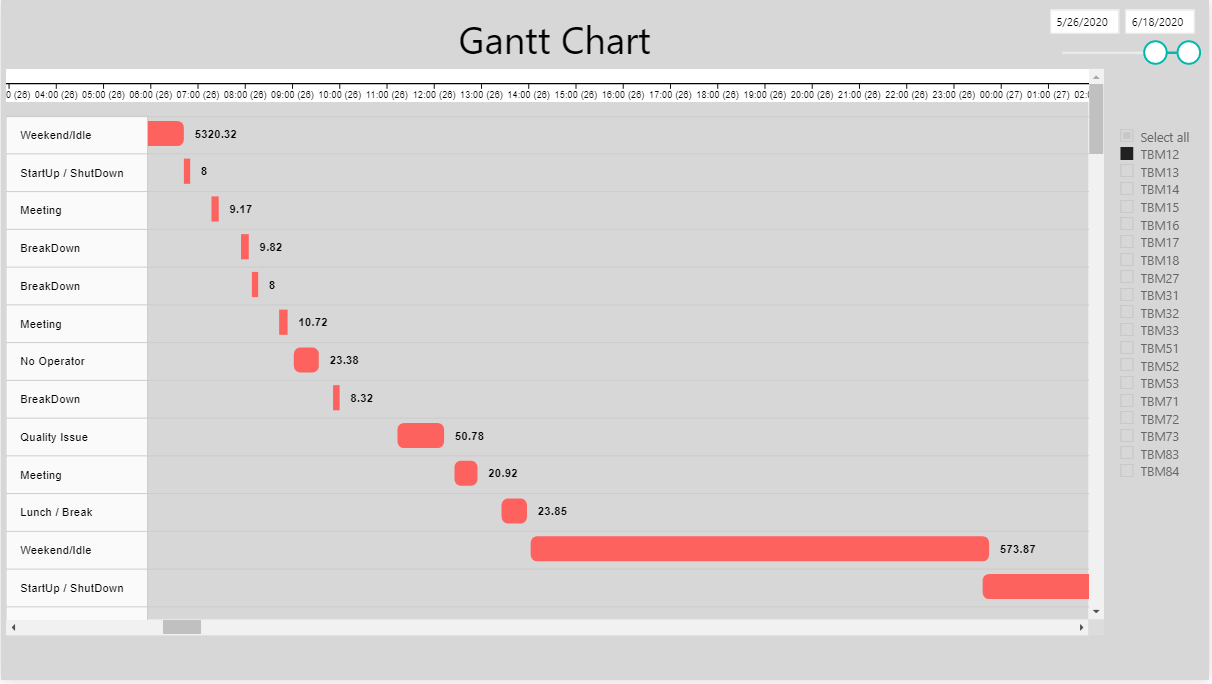 Gantt Chart
5/26/2020 6/18/2020
0 (26) 04:00 (26) 05:00 (26) 06:00 (26) 07:00 (26) 08:00 (26) 09:00 (26) 10:00 (26) 11:00 (26) 12:00 (26) 13:00 (26) 14:00 (26) 15:00 (26) 16:00 (26) 17:00 (26) 18:00 (26) 19:00 (26) 20:00 (26) 21:00 (26) 22:00 (26) 23:00 (26) 00:00 (27) 01:00 (27) 02:
Weekend/Idle 5320.32
StartUp / ShutDown 8
Meeting 9.17
BreakDown 9.82
BreakDown 8
Meeting 10.72
No Operator 23.38
BreakDown 8.32
Quality Issue 50.78
Meeting 20.92
Lunch / Break 23.85
Weekend/Idle 573.87
StartUp / ShutDown
Select all
TBM12
TBM13
TBM14
TBM15
TBM16
TBM17
TBM18
TBM27
TBM31
TBM32
TBM33
TBM51
TBM52
TBM53
TBM71
TBM72
TBM73
TBM83
TBM84